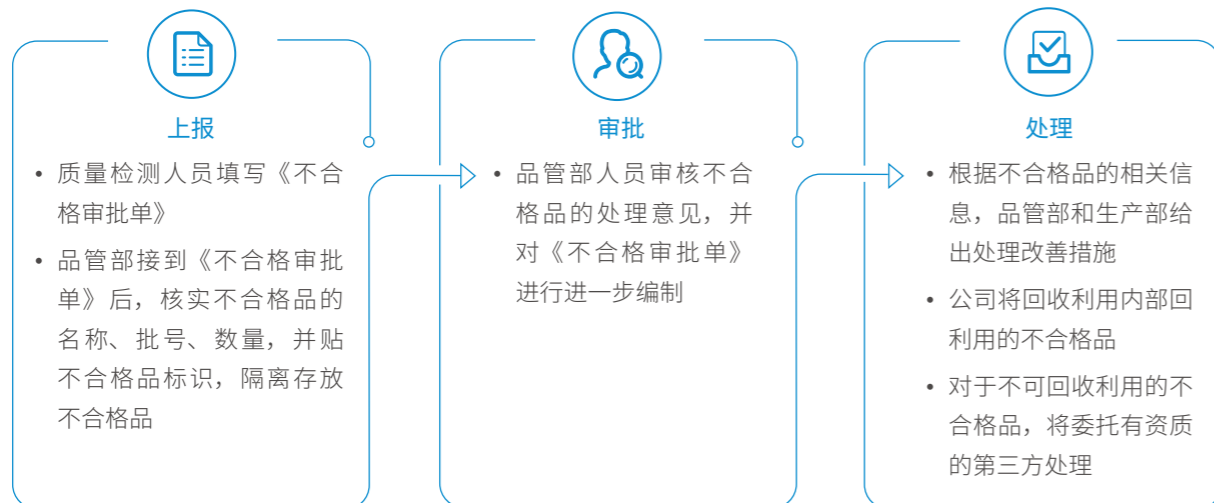 上报
• 质量检测人员填写《不合
格审批单》
• 品管部接到《不合格审批
单》后，核实不合格品的
名称、批号、数量，并贴
不合格品标识，隔离存放
不合格品
审批
• 品管部人员审核不合
格品的处理意见，并
对《不合格审批单》
进行进一步编制
处理
• 根据不合格品的相关信
息，品管部和生产部给
出处理改善措施
• 公司将回收利用内部回
利用的不合格品
• 对于不可回收利用的不
合格品，将委托有资质
的第三方处理